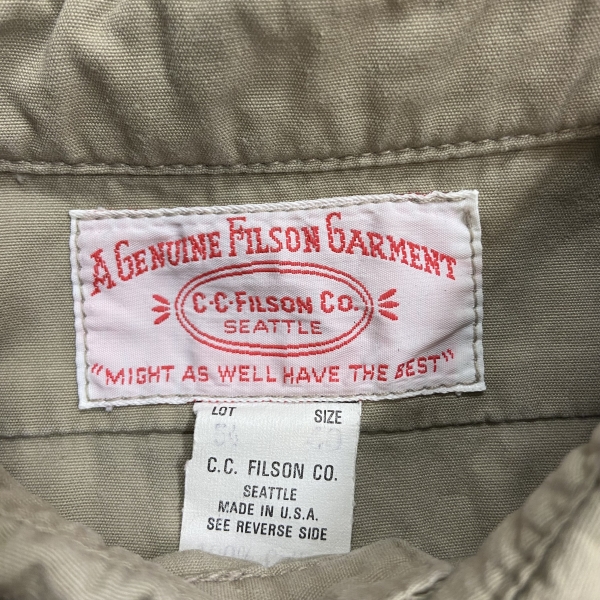 A GENUINE FILSON GARMENT
C·C·FILSON CO.
SEATTLE
"MIGHT AS WELL HAVE THE BEST"
LOT SIZE
C.C. FILSON CO.
SEATTLE
MADE IN U.S.A.
SEE REVERSE SIDE